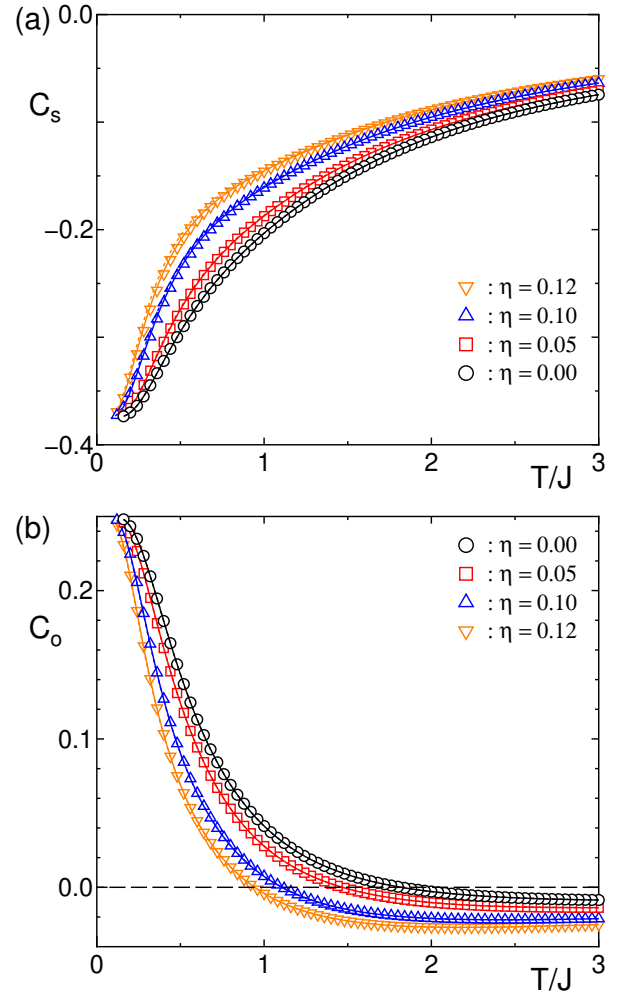 (a)
0.0
C_s
−0.2
−0.4
: η = 0.12
: η = 0.10
: η = 0.05
: η = 0.00
0 1 2 3
T/J
(b)
0.2
C_o
0.1
0.0
: η = 0.00
: η = 0.05
: η = 0.10
: η = 0.12
0 1 2 3
T/J